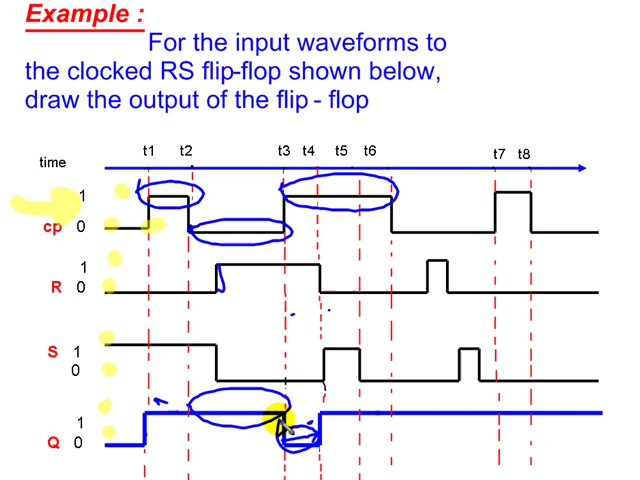 Example :
For the input waveforms to
the clocked RS flip-flop shown below,
draw the output of the flip - flop
time t1 t2 t3 t4 t5 t6 t7 t8
1
cp 0
1
R 0
S 1
0
1
Q 0